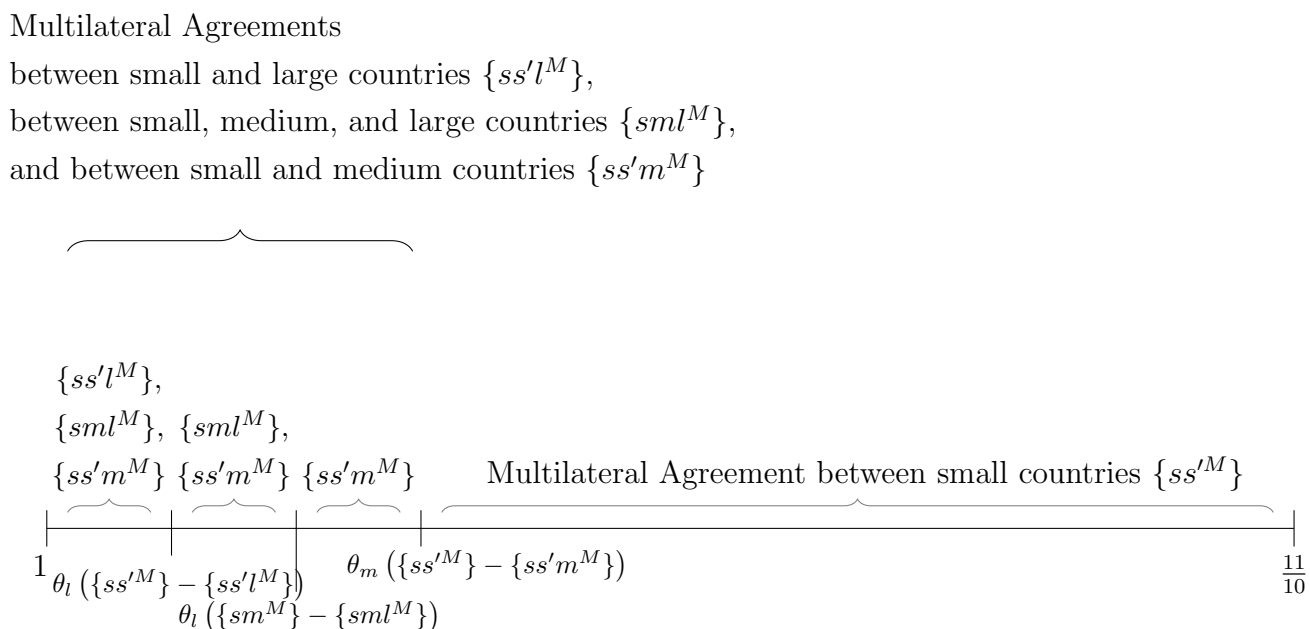 Multilateral Agreements
between small and large countries {ss′l^M},
between small, medium, and large countries {sml^M},
and between small and medium countries {ss′m^M}
{ss′l^M},
{sml^M}, {sml^M},
{ss′m^M} {ss′m^M} {ss′m^M} Multilateral Agreement between small countries {ss′^M}
1 θ_l ({ss′^M} − {ss′l^M}) θ_m ({ss′^M} − {ss′m^M}) 11/10
θ_l ({sm^M} − {sml^M})